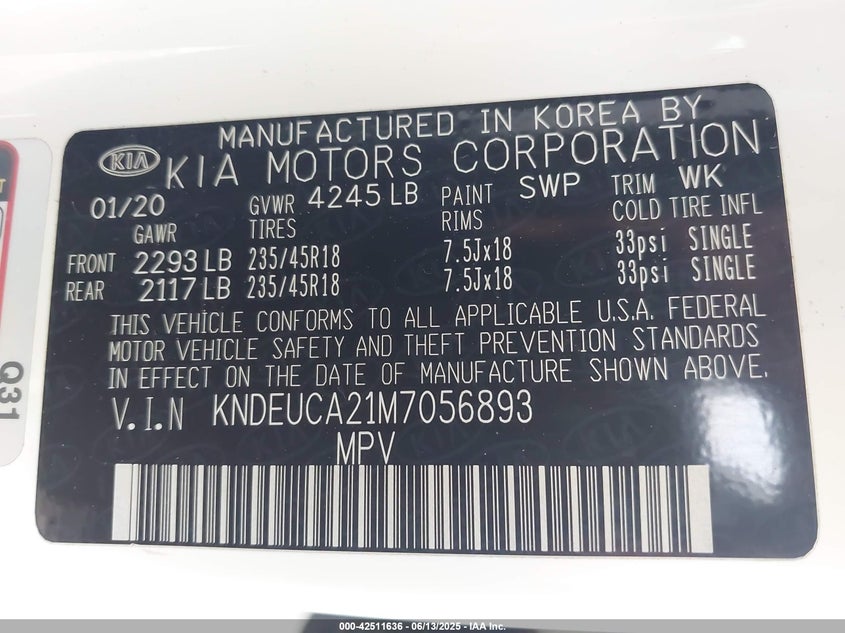 MANUFACTURED IN KOREA BY
KIA KIA MOTORS CORPORATION
01/20 GVWR 4245 LB PAINT SWP TRIM WK
GAWR TIRES RIMS COLD TIRE INFL
FRONT 2293 LB 235/45R18 7.5Jx18 33psi SINGLE
REAR 2117 LB 235/45R18 7.5Jx18 33psi SINGLE
THIS VEHICLE CONFORMS TO ALL APPLICABLE U.S.A. FEDERAL
MOTOR VEHICLE SAFETY AND THEFT PREVENTION STANDARDS
IN EFFECT ON THE DATE OF MANUFACTURE SHOWN ABOVE.
V.I.N KNDEUCA21M7056893
MPV
Q31
000-42511636 - 06/13/2025 - IAA Inc.